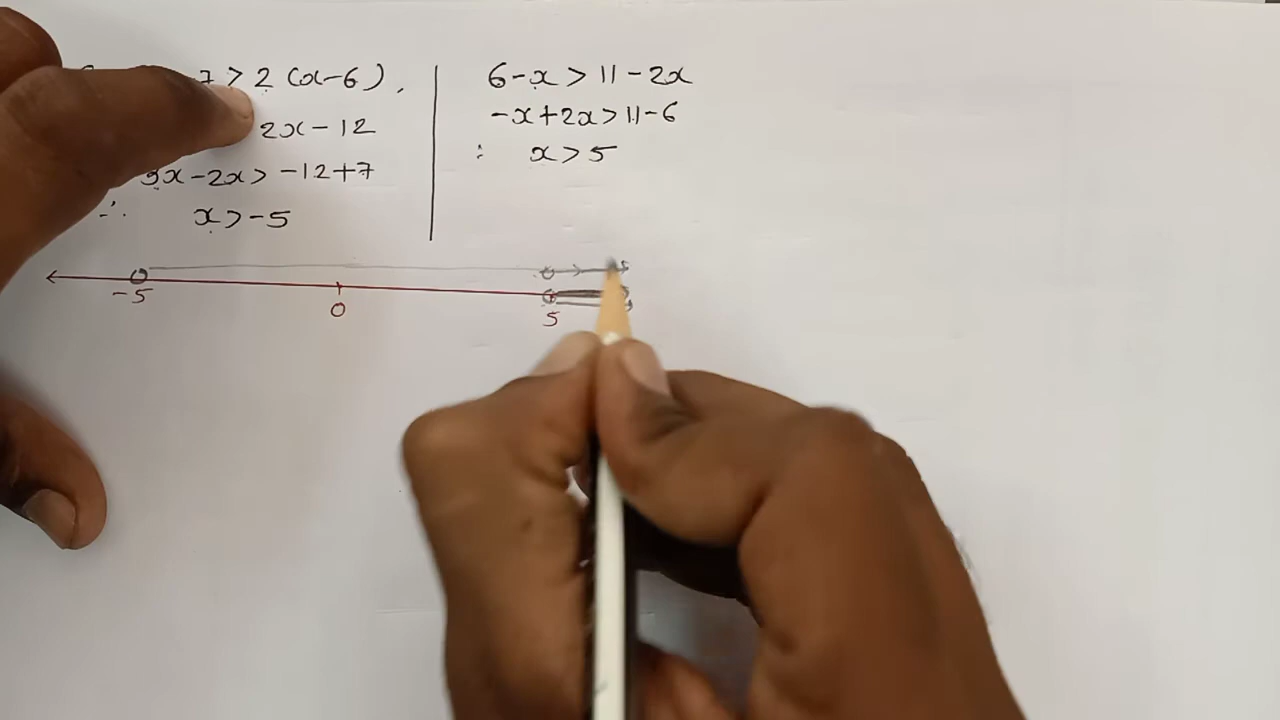 7 > 2 (x-6),
2x - 12
3x - 2x > -12 + 7
∴ x > -5
6 - x > 11 - 2x
-x + 2x > 11 - 6
: x > 5
-5 0 5